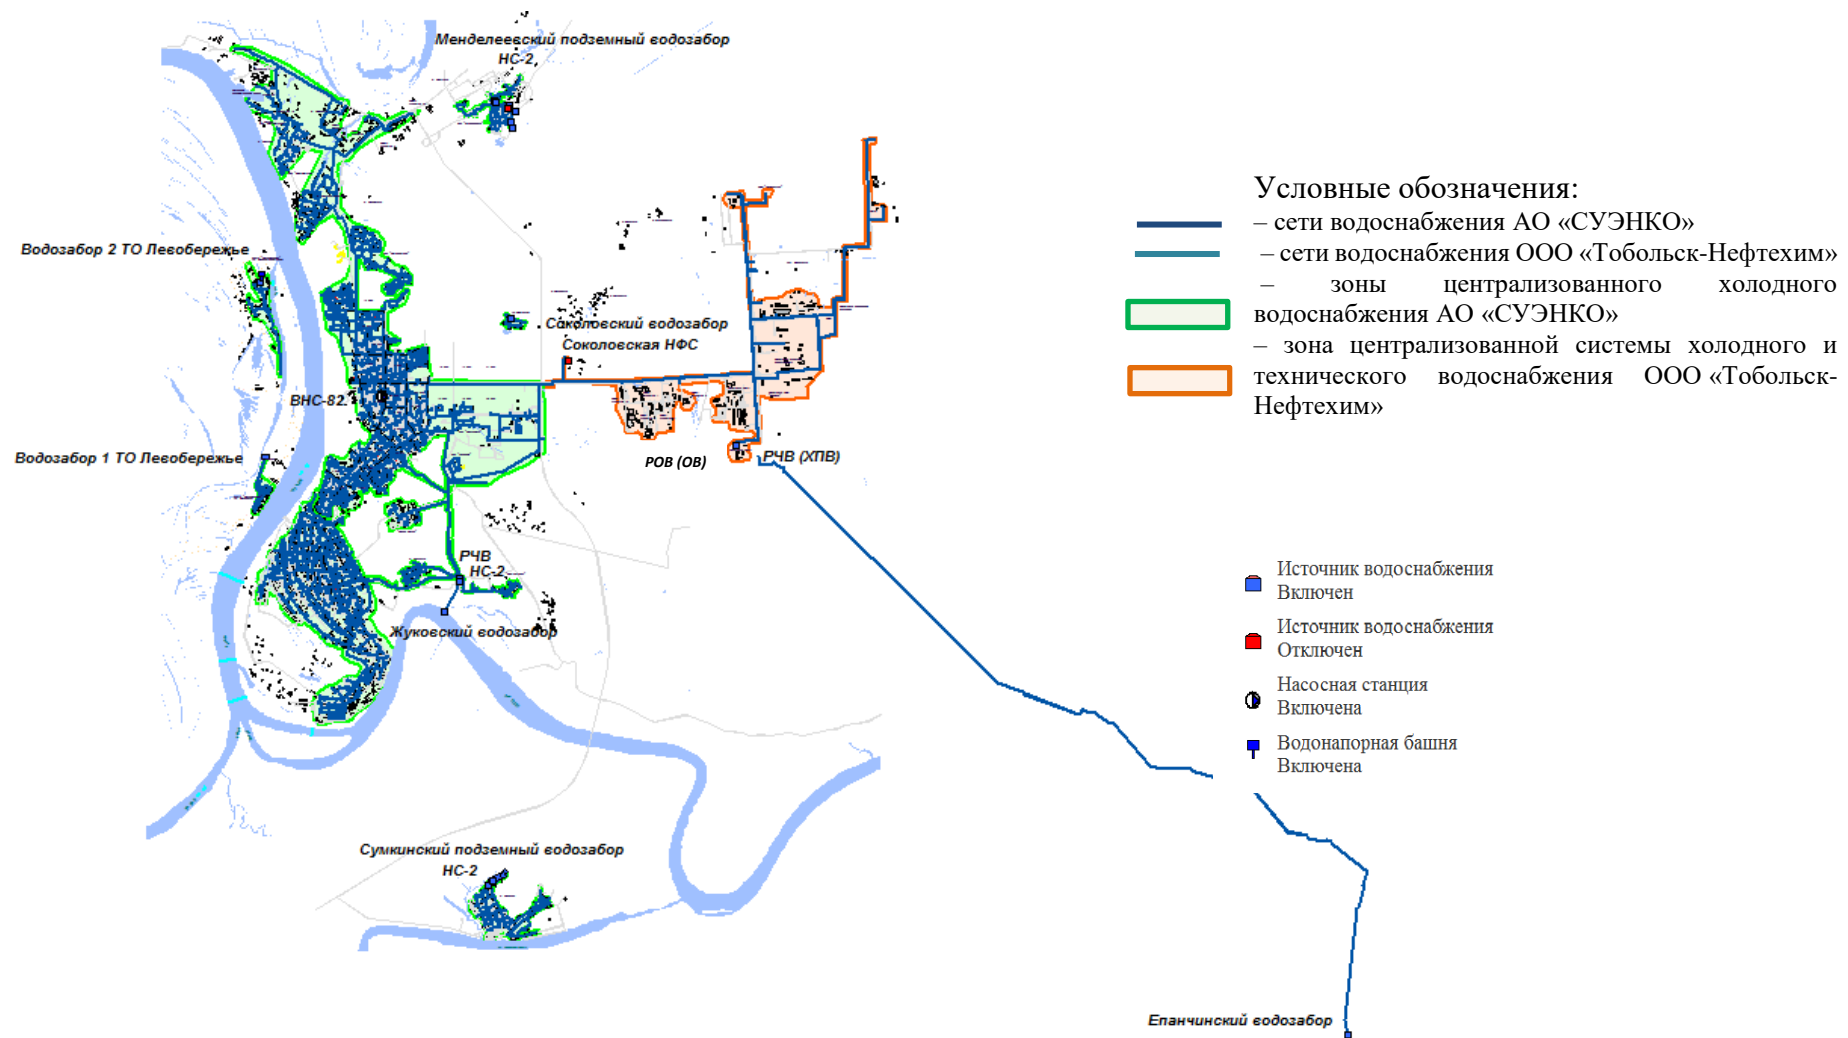 Менделеевский подземный водозабор
НС-2
Водозабор 2 ТО Левобережье
Соколовский водозабор
Соколовская НФС
ВНС-82
Водозабор 1 ТО Левобережье
РОВ (ОВ)
РЧВ (ХПВ)
РЧВ
НС-2
Жуковский водозабор
Сумкинский подземный водозабор
НС-2
Епанчинский водозабор
Условные обозначения:
– сети водоснабжения АО «СУЭНКО»
– сети водоснабжения ООО «Тобольск-Нефтехим»
– зоны централизованного холодного
водоснабжения АО «СУЭНКО»
– зона централизованной системы холодного и
технического водоснабжения ООО «Тобольск-
Нефтехим»
Источник водоснабжения
Включен
Источник водоснабжения
Отключен
Насосная станция
Включена
Водонапорная башня
Включена